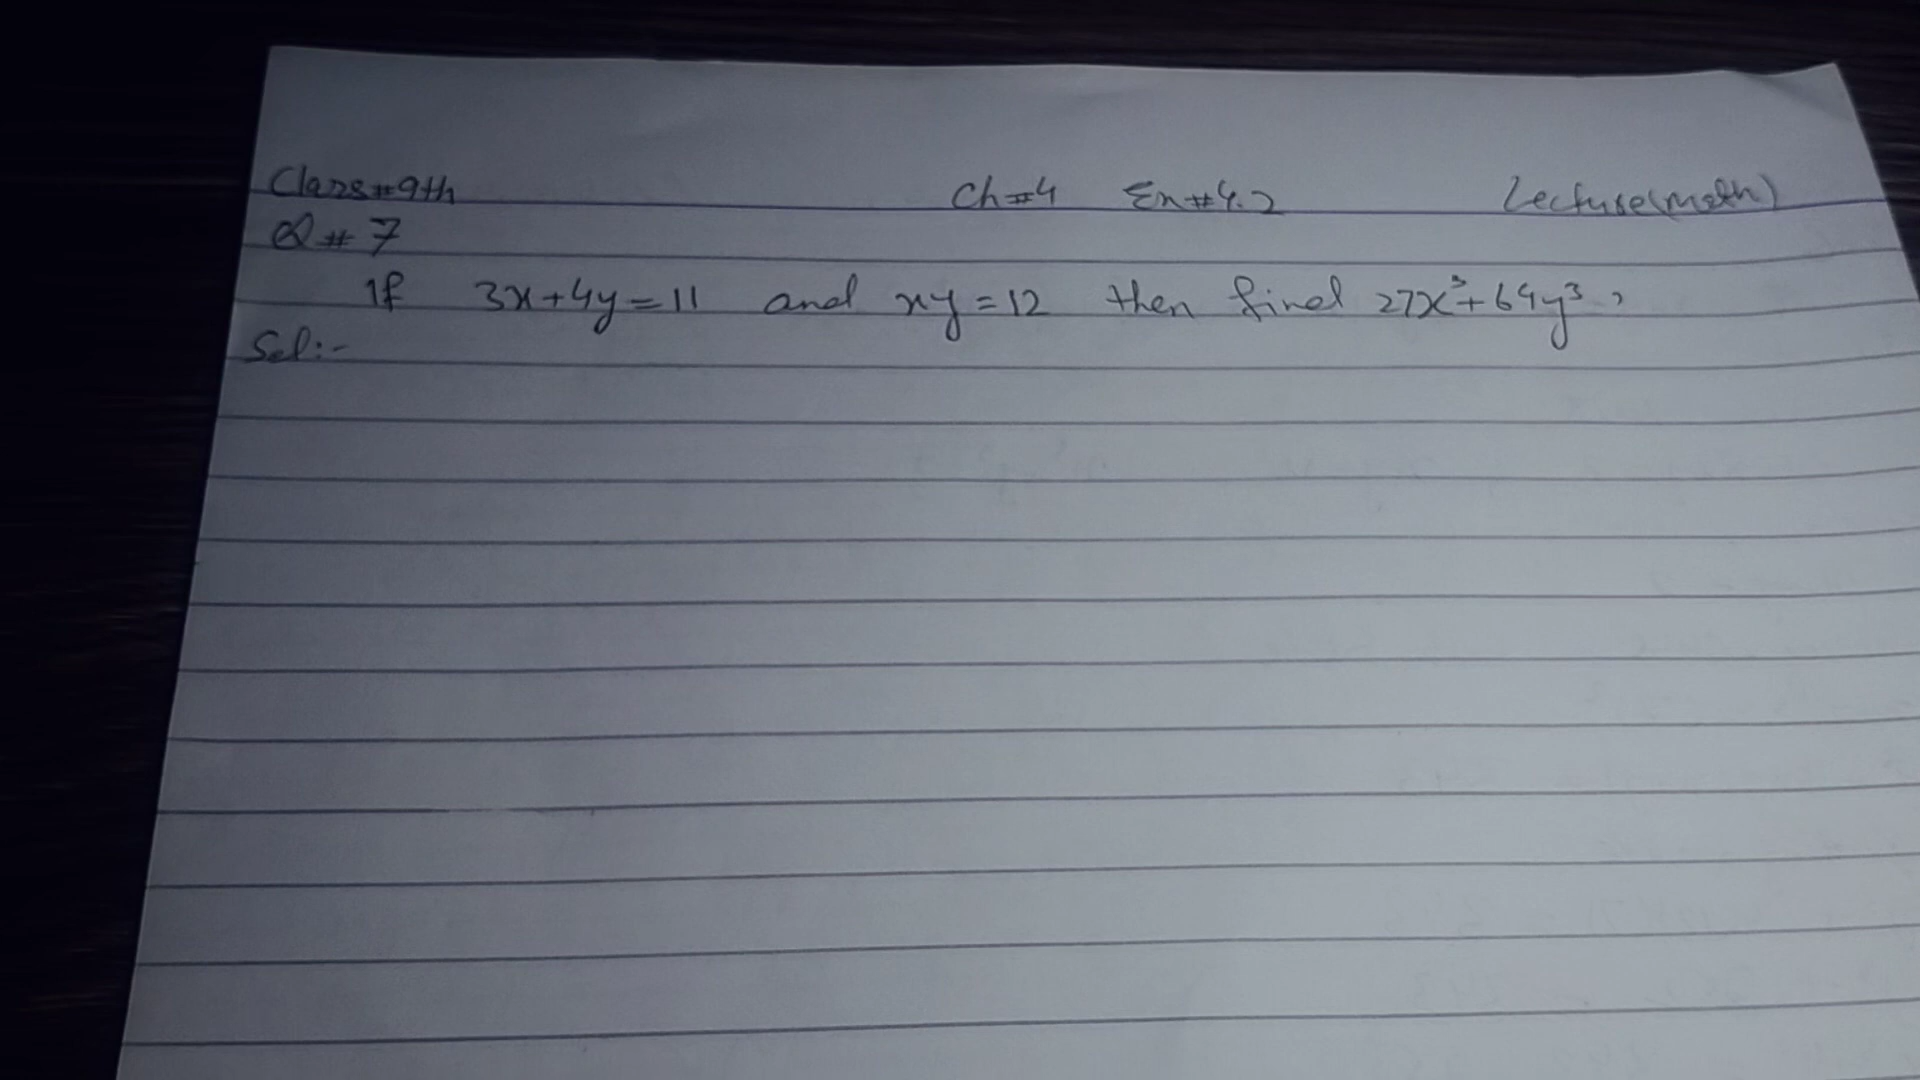 Class#9th Ch#4 Ex#4.2 Lecture(math)
Q#7
If 3x+4y=11 and xy=12 then find 27x³+64y³?
Sol:-